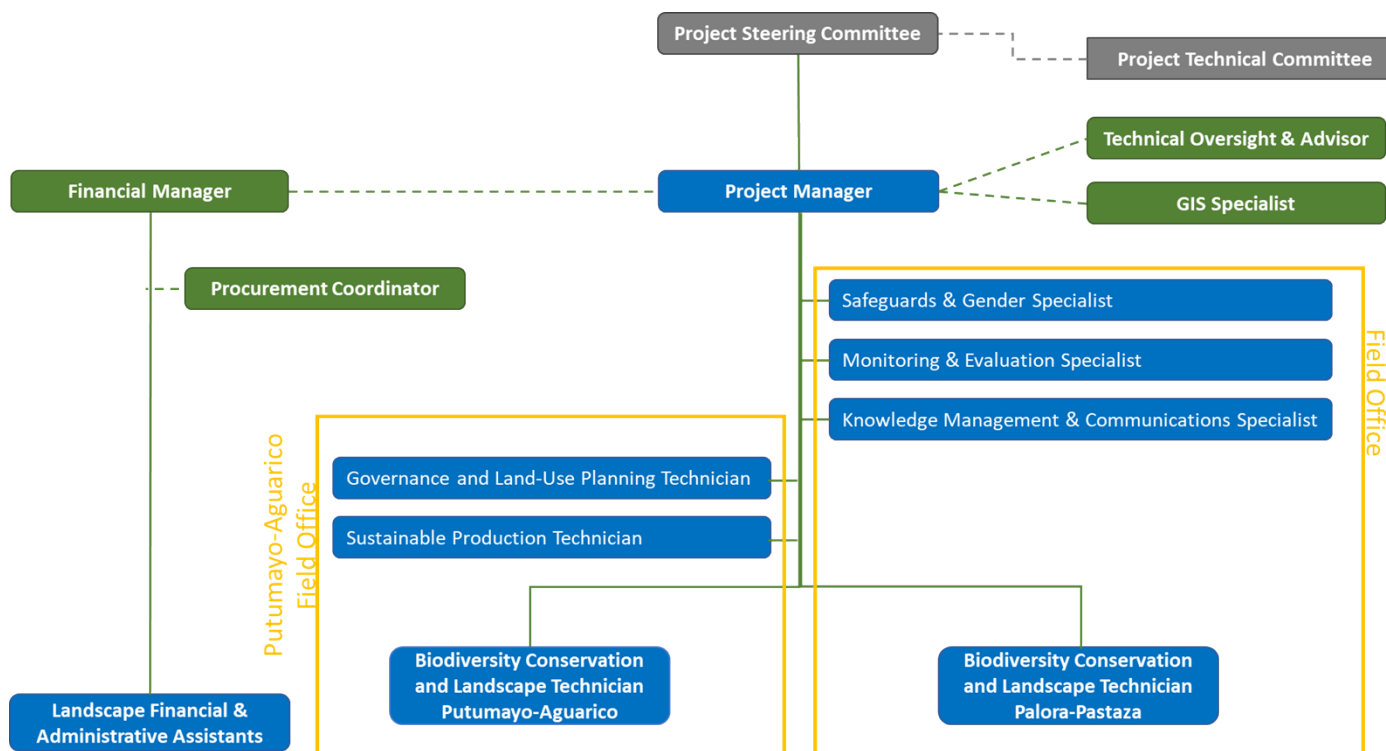 Project Steering Committee
Project Technical Committee
Technical Oversight & Advisor
Financial Manager
Project Manager
GIS Specialist
Procurement Coordinator
Safeguards & Gender Specialist
Monitoring & Evaluation Specialist
Knowledge Management & Communications Specialist
Field Office
Putumayo-Aguarico
Field Office
Governance and Land-Use Planning Technician
Sustainable Production Technician
Biodiversity Conservation
and Landscape Technician
Putumayo-Aguarico
Biodiversity Conservation
and Landscape Technician
Palora-Pastaza
Landscape Financial &
Administrative Assistants